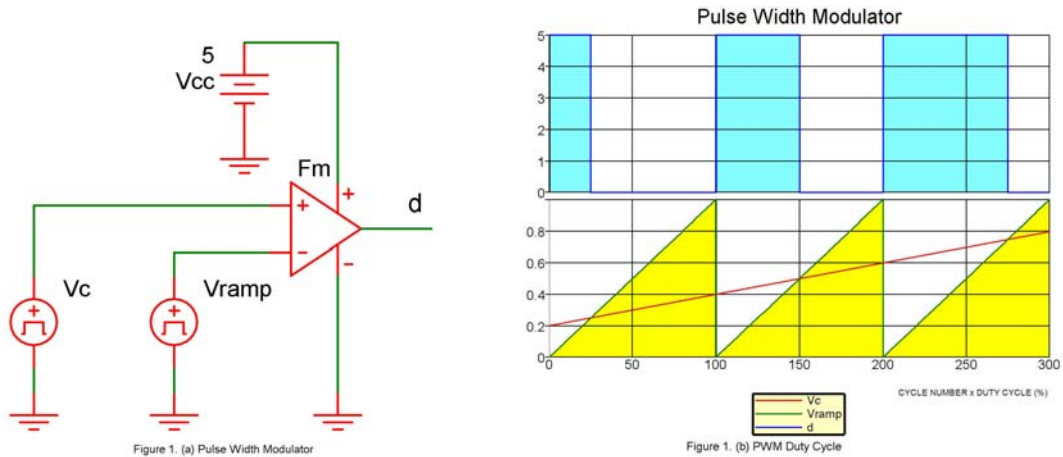 5
Vcc
Fm
+
+
d
−
−
Vc
Vramp
+
+
Figure 1. (a) Pulse Width Modulator
Pulse Width Modulator
5
4
3
2
1
0
0.8
0.6
0.4
0.2
0
0 50 100 150 200 250 300
CYCLE NUMBER x DUTY CYCLE (%)
Vc
Vramp
d
Figure 1. (b) PWM Duty Cycle